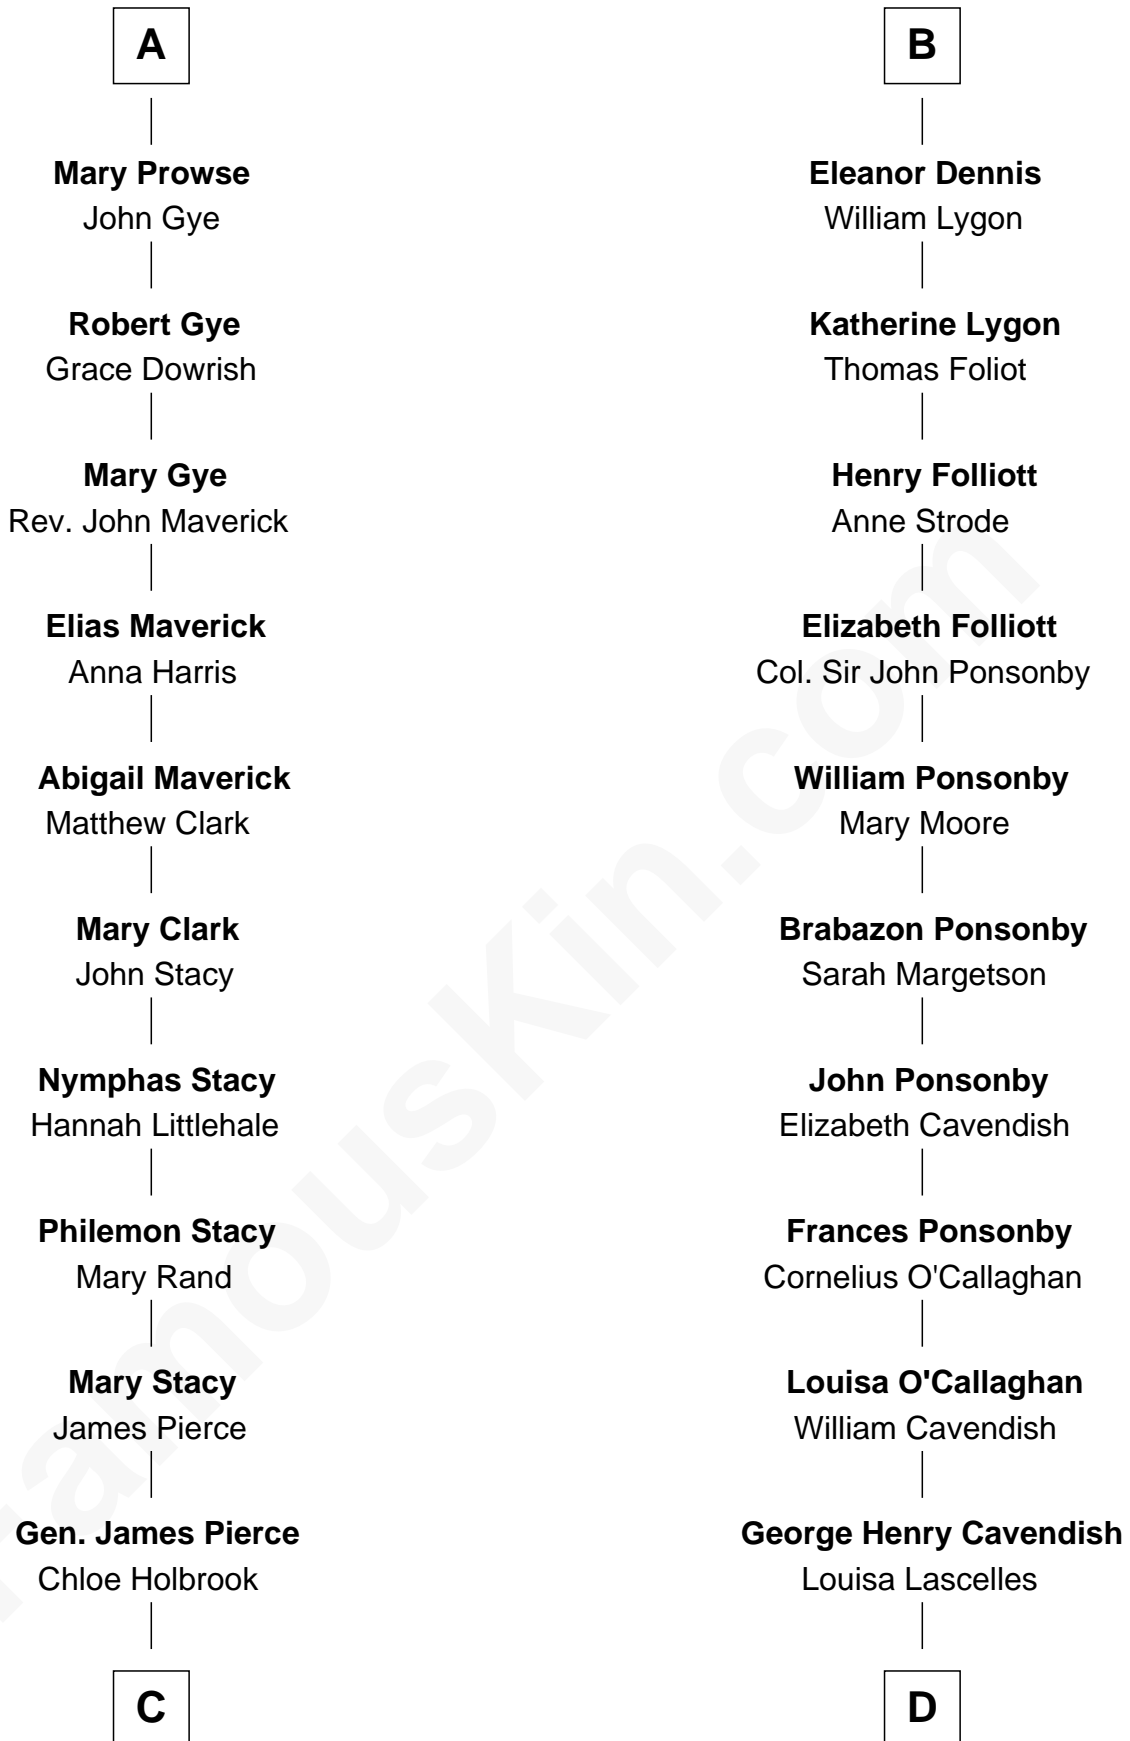 A
Mary Prowse
John Gye
Robert Gye
Grace Dowrish
Mary Gye
Rev. John Maverick
Elias Maverick
Anna Harris
Abigail Maverick
Matthew Clark
Mary Clark
John Stacy
Nymphas Stacy
Hannah Littlehale
Philemon Stacy
Mary Rand
Mary Stacy
James Pierce
Gen. James Pierce
Chloe Holbrook
C
B
Eleanor Dennis
William Lygon
Katherine Lygon
Thomas Foliot
Henry Folliott
Anne Strode
Elizabeth Folliott
Col. Sir John Ponsonby
William Ponsonby
Mary Moore
Brabazon Ponsonby
Sarah Margetson
John Ponsonby
Elizabeth Cavendish
Frances Ponsonby
Cornelius O'Callaghan
Louisa O'Callaghan
William Cavendish
George Henry Cavendish
Louisa Lascelles
D
FamousKin.com